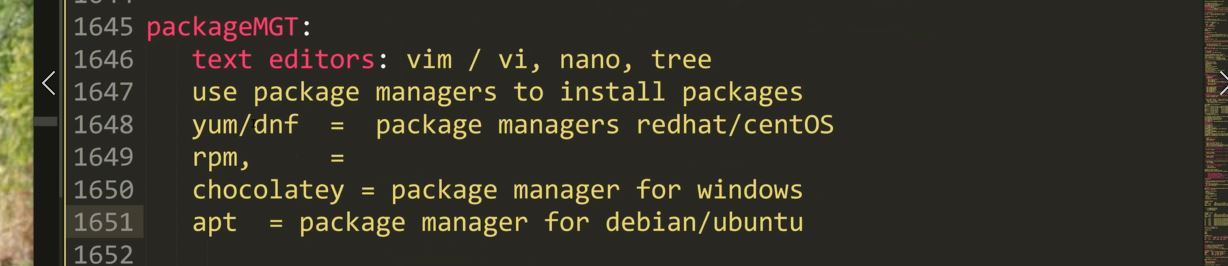 1645 packageMGT:
1646 text editors: vim / vi, nano, tree
1647 use package managers to install packages
1648 yum/dnf = package managers redhat/centOS
1649 rpm, =
1650 chocolatey = package manager for windows
1651 apt = package manager for debian/ubuntu
1652